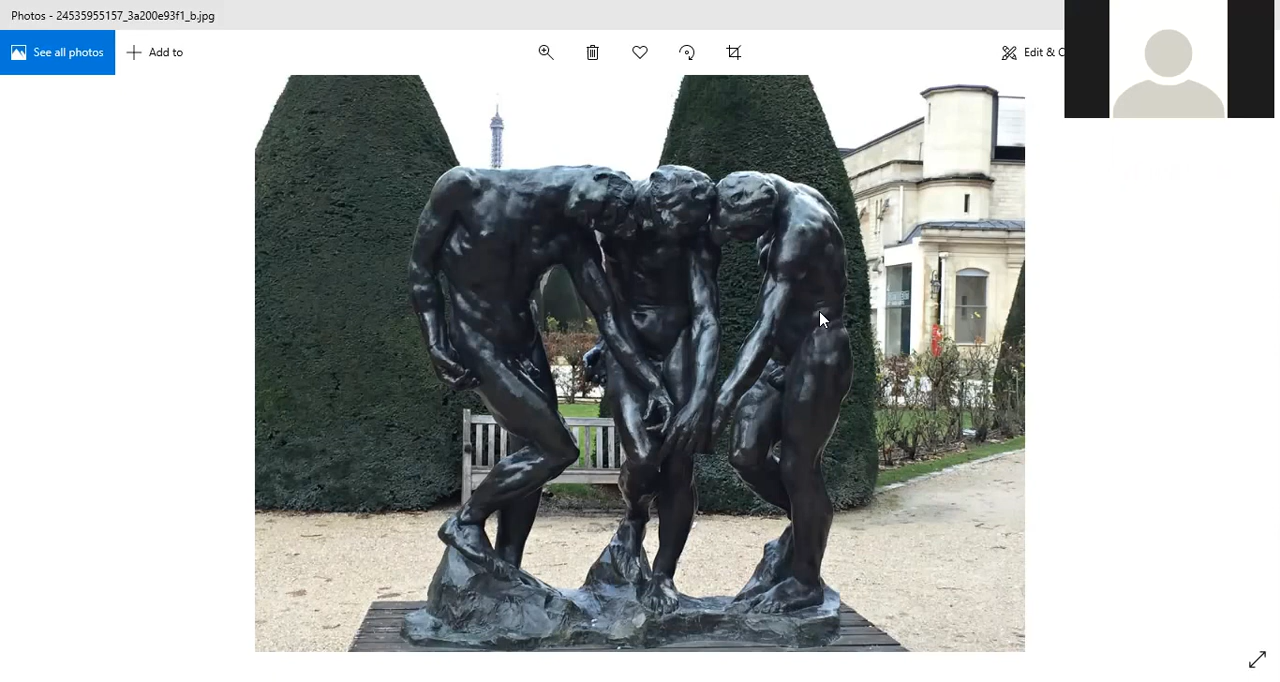 Photos - 24535955157_3a200e93f1_b.jpg
See all photos
Add to
Edit & C